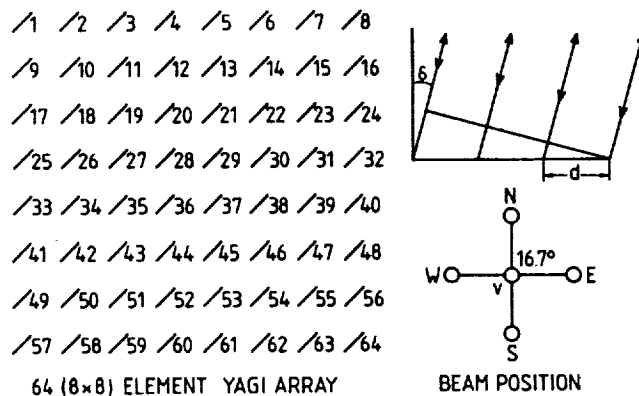 /1 /2 /3 /4 /5 /6 /7 /8
/9 /10 /11 /12 /13 /14 /15 /16
/17 /18 /19 /20 /21 /22 /23 /24
/25 /26 /27 /28 /29 /30 /31 /32
/33 /34 /35 /36 /37 /38 /39 /40
/41 /42 /43 /44 /45 /46 /47 /48
/49 /50 /51 /52 /53 /54 /55 /56
/57 /58 /59 /60 /61 /62 /63 /64
64 (8×8) ELEMENT YAGI ARRAY
δ
d
N
16.7°
W
V
E
S
BEAM POSITION